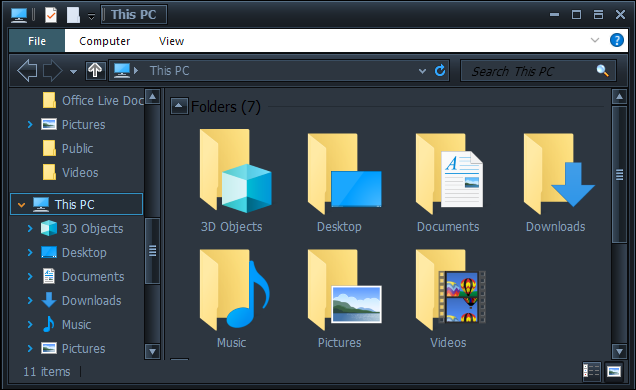 This PC
File Computer View
This PC
Search This PC
Office Live Doc
Pictures
Public
Videos
This PC
3D Objects
Desktop
Documents
Downloads
Music
Pictures
Folders (7)
3D Objects Desktop Documents Downloads
Music Pictures Videos
11 items